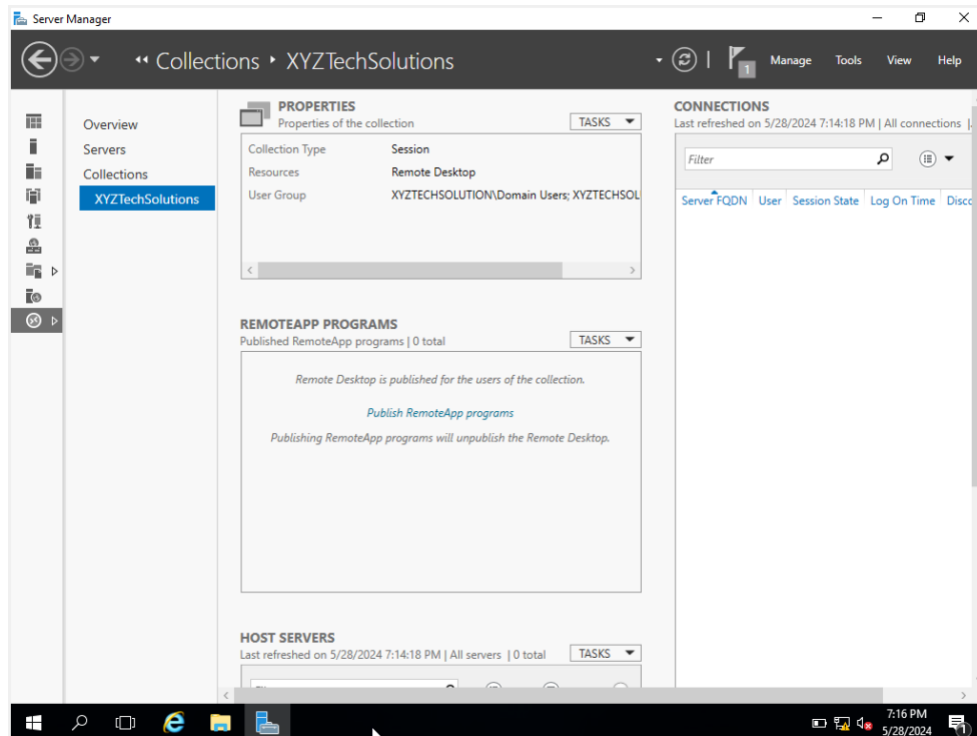 Server Manager
Collections XYZTechSolutions
1 Manage Tools View Help
Overview
Servers
Collections
XYZTechSolutions
PROPERTIES
Properties of the collection
TASKS
Collection Type Session
Resources Remote Desktop
User Group XYZTECHSOLUTION\Domain Users; XYZTECHSOL
REMOTEAPP PROGRAMS
Published RemoteApp programs | 0 total
TASKS
Remote Desktop is published for the users of the collection.
Publish RemoteApp programs
Publishing RemoteApp programs will unpublish the Remote Desktop.
HOST SERVERS
Last refreshed on 5/28/2024 7:14:18 PM | All servers | 0 total
TASKS
CONNECTIONS
Last refreshed on 5/28/2024 7:14:18 PM | All connections |
Filter
Server FQDN User Session State Log On Time Disco
7:16 PM
5/28/2024
1